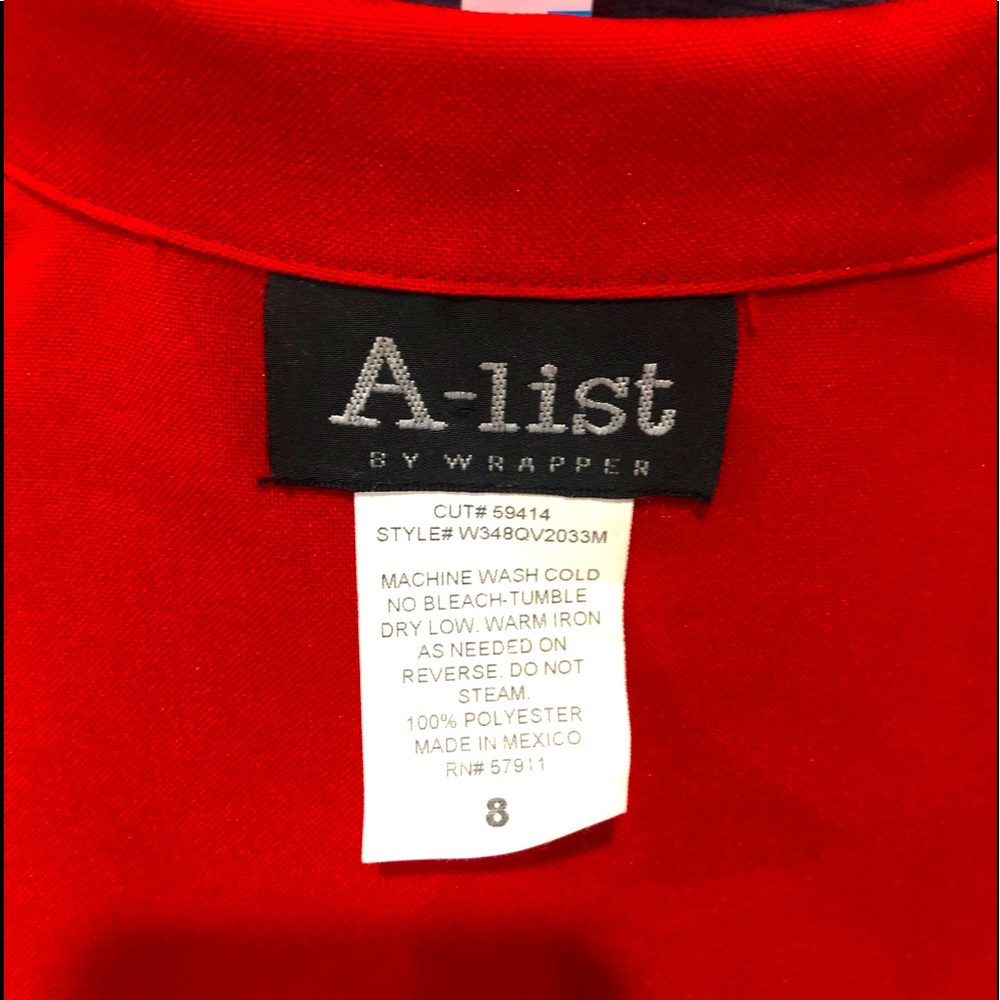 A-list
BY WRAPPER
CUT# 59414
STYLE# W348QV2033M
MACHINE WASH COLD
NO BLEACH-TUMBLE
DRY LOW. WARM IRON
AS NEEDED ON
REVERSE. DO NOT
STEAM.
100% POLYESTER
MADE IN MEXICO
RN# 57911
8